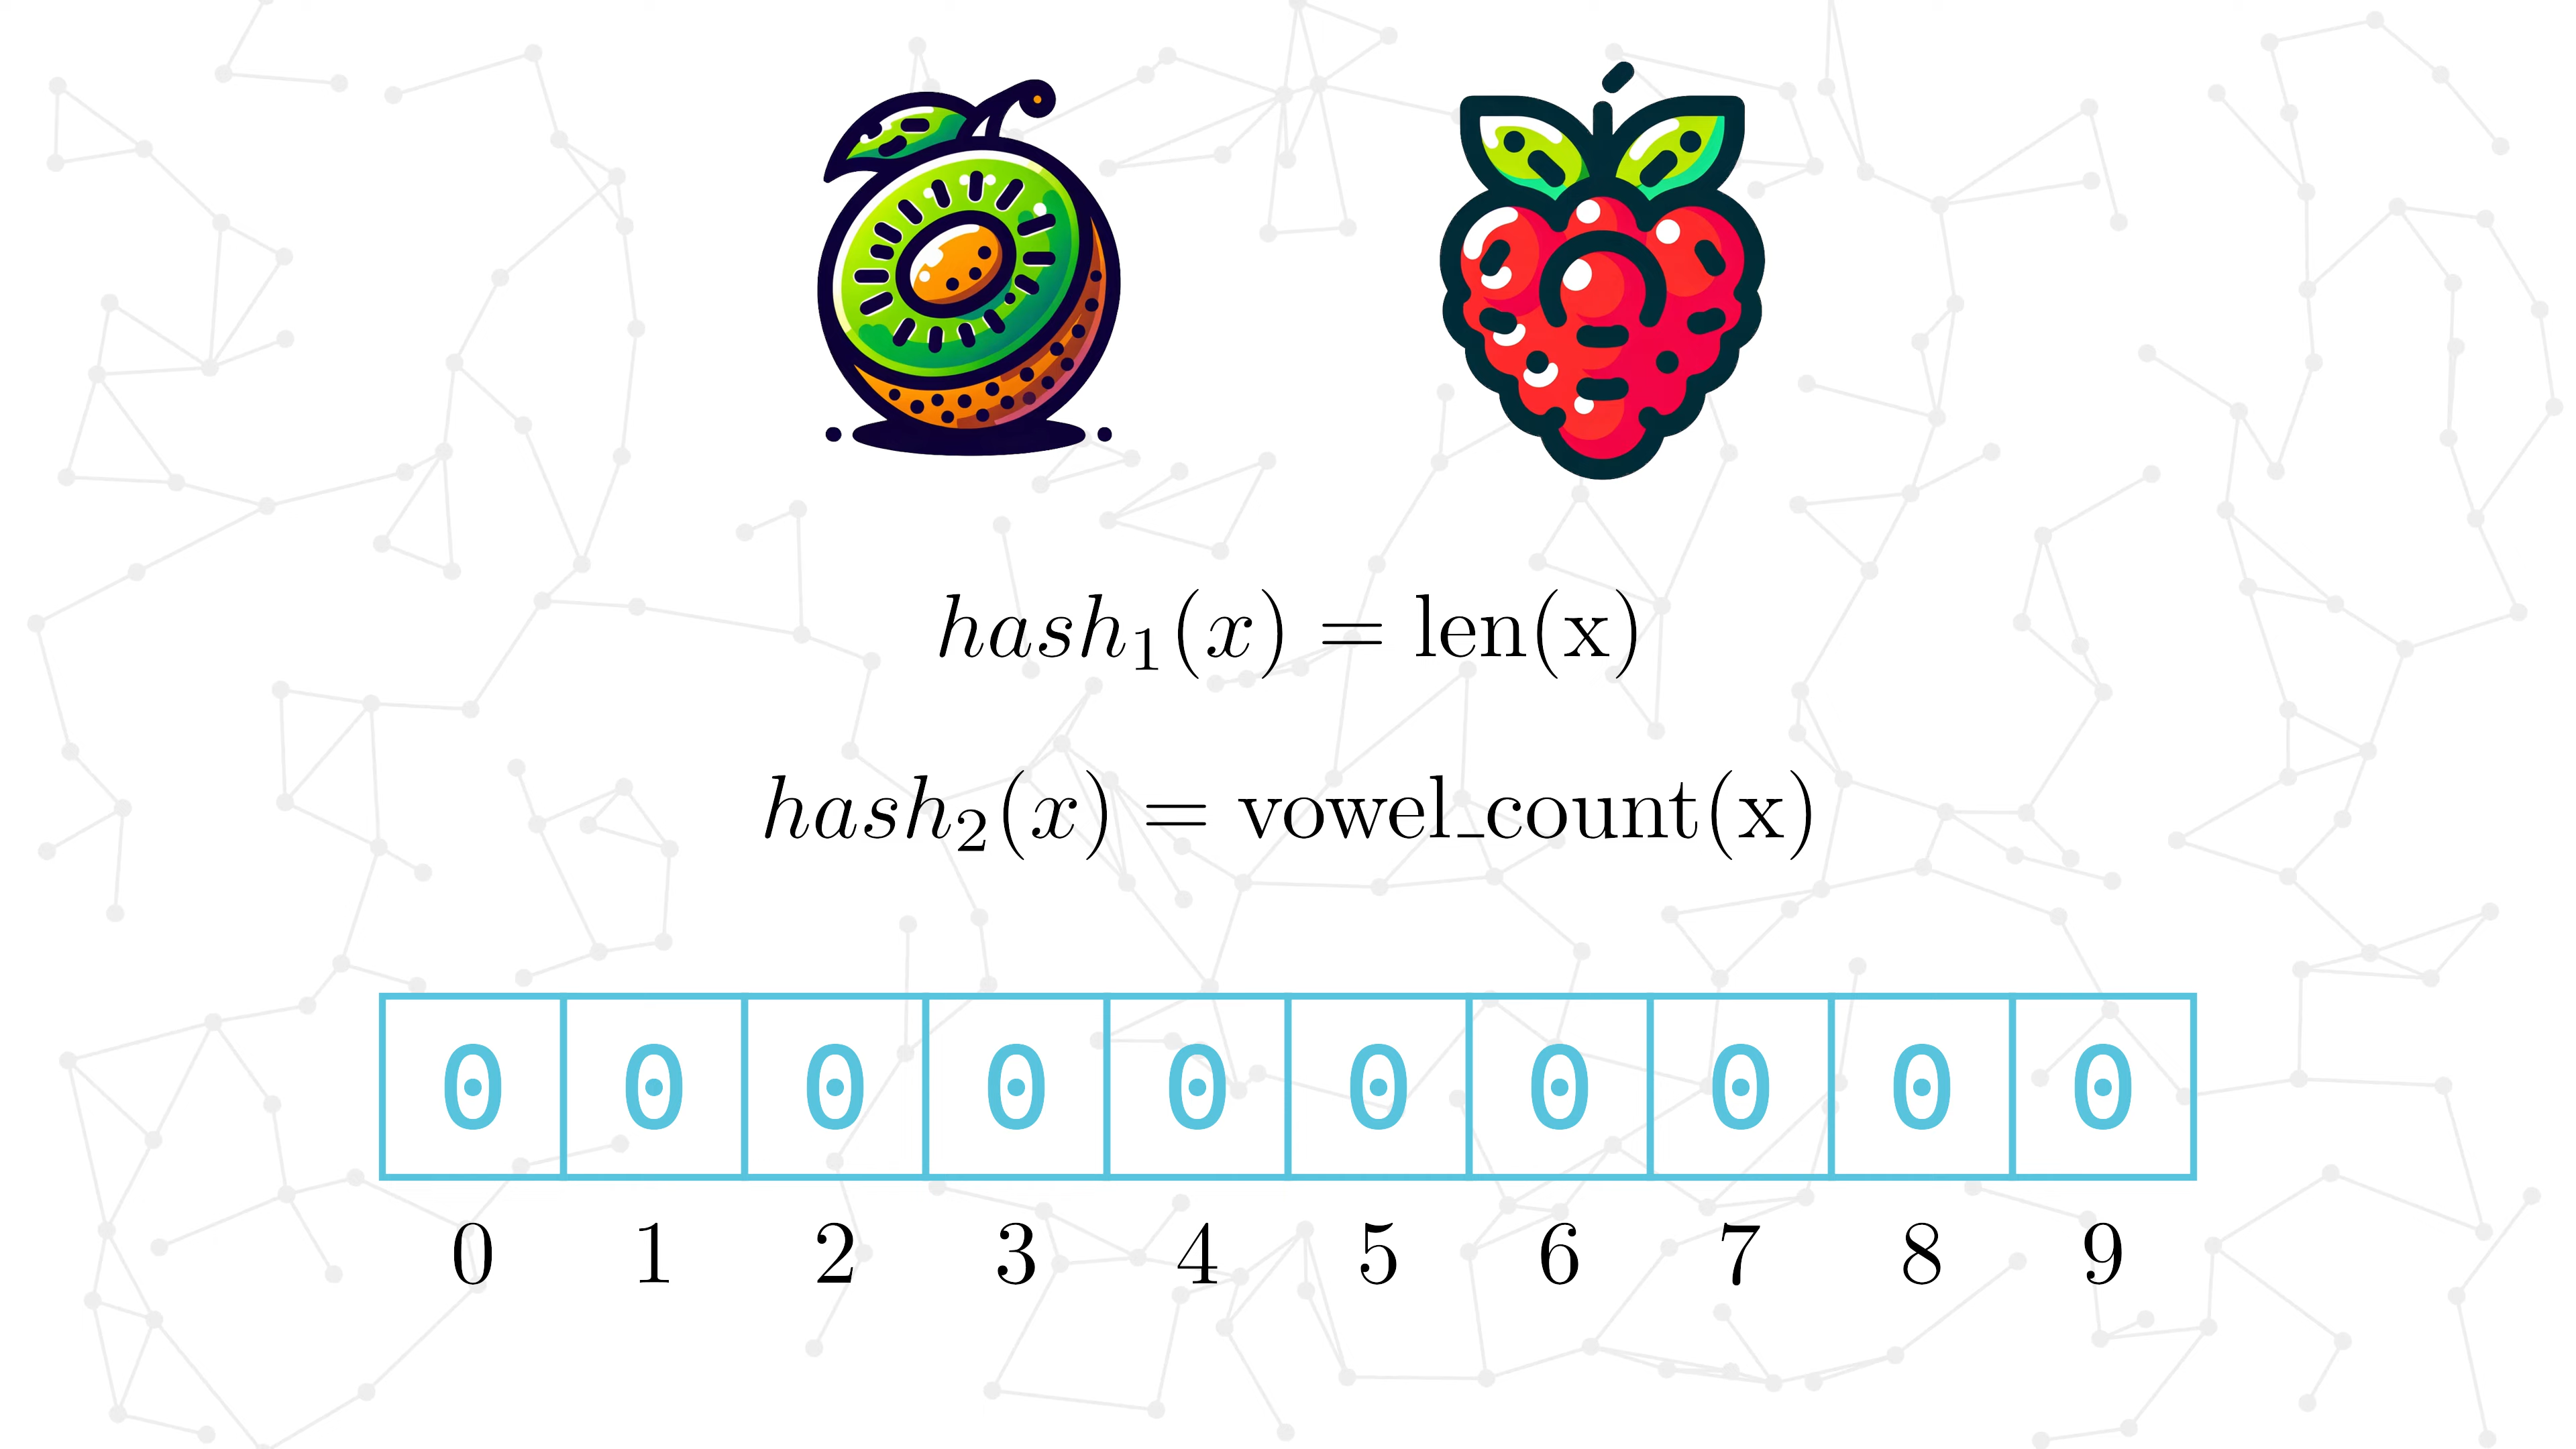 hash₁(x) = len(x)
hash₂(x) = vowel_count(x)
0 0 0 0 0 0 0 0 0 0
0 1 2 3 4 5 6 7 8 9